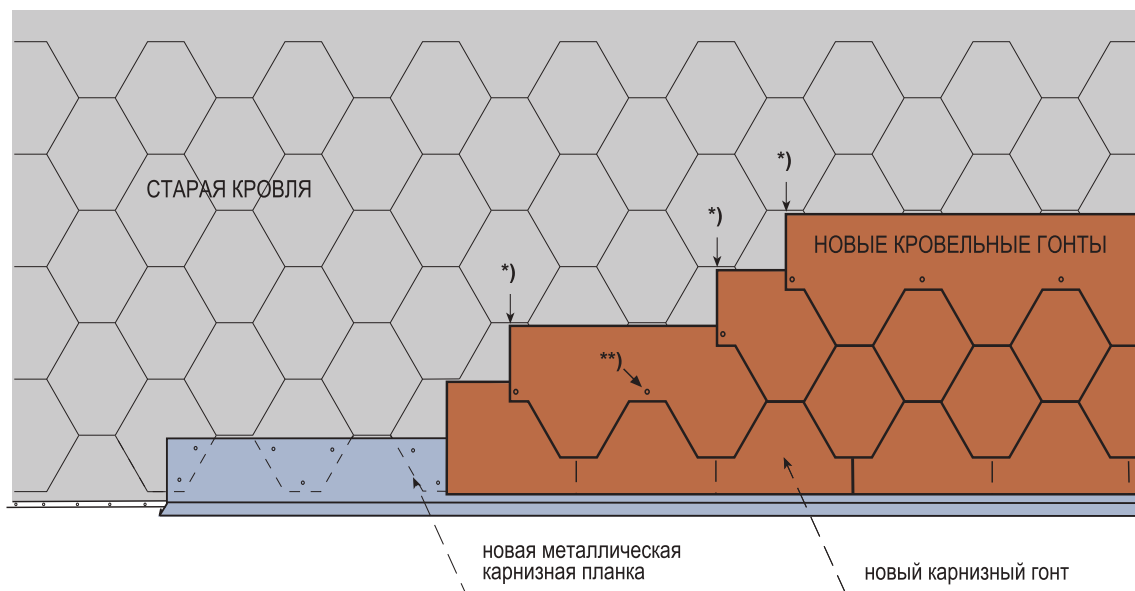 *)
СТАРАЯ КРОВЛЯ
*)
НОВЫЕ КРОВЕЛЬНЫЕ ГОНТЫ
*)
**)
новая металлическая
карнизная планка
новый карнизный гонт